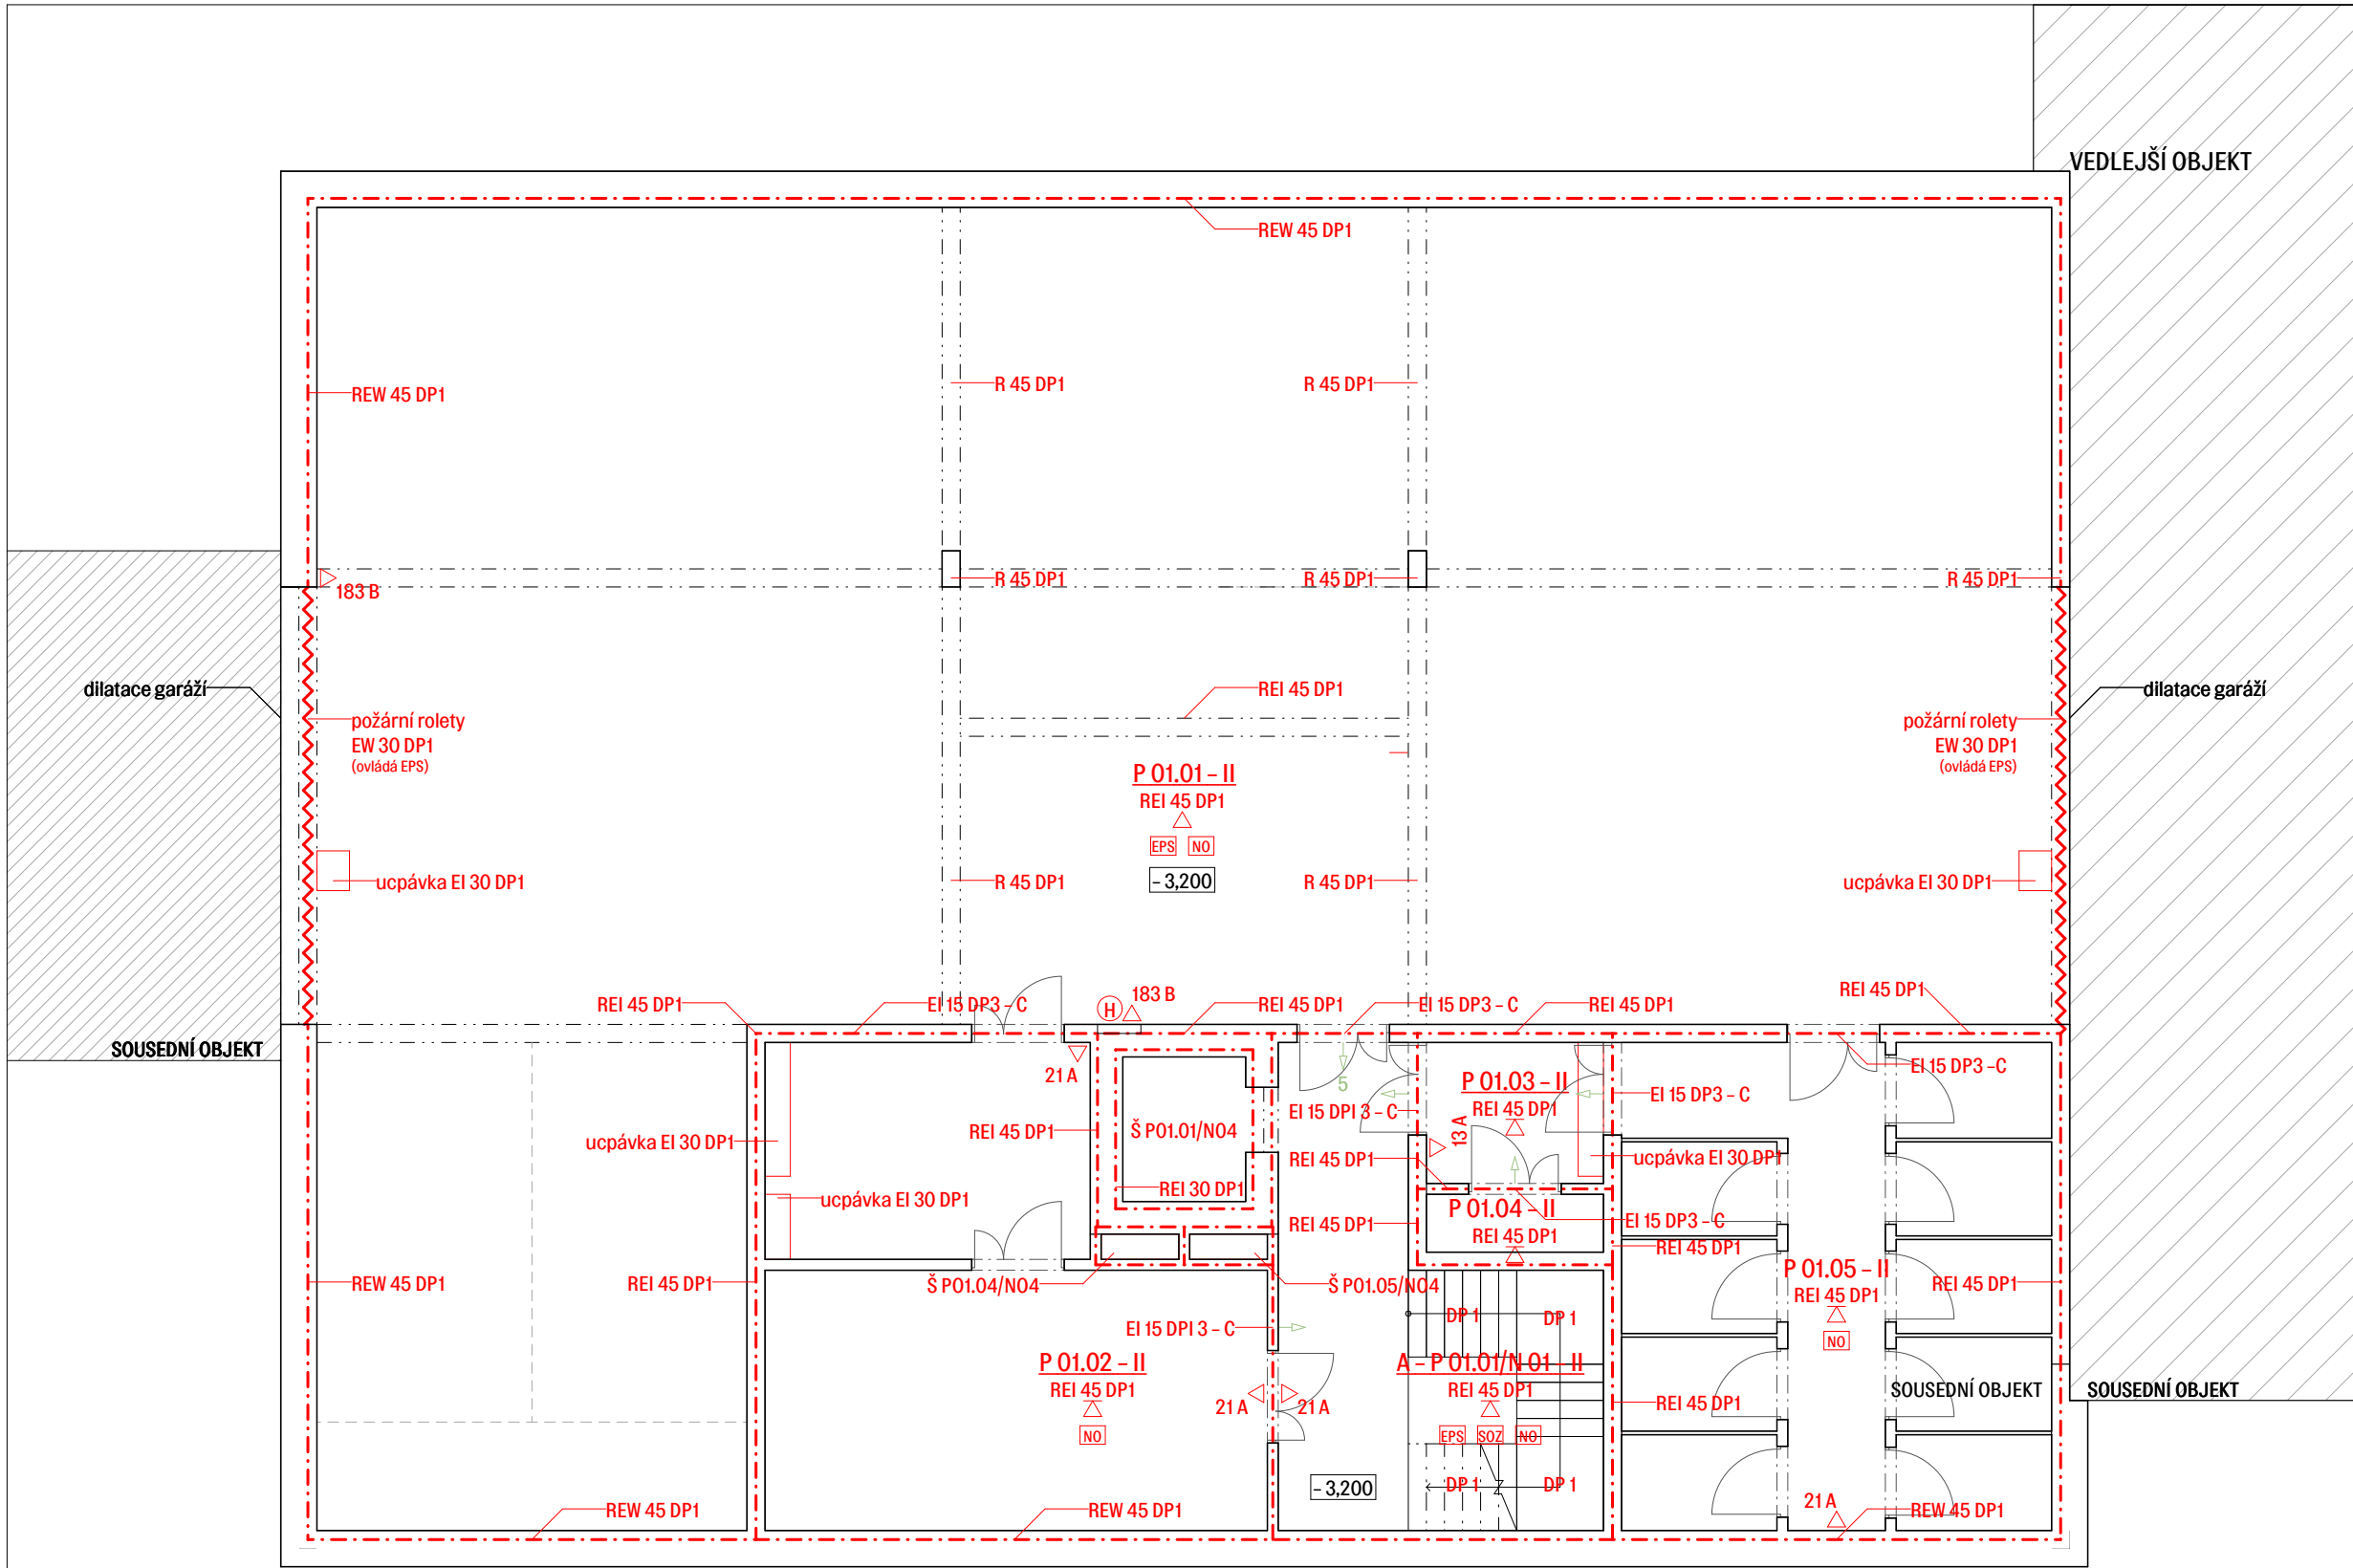 VEDLEJŠÍ OBJEKT
REW 45 DP1
REW 45 DP1
R 45 DP1
R 45 DP1
183 B
R 45 DP1
R 45 DP1
R 45 DP1
dilatace garáží
REI 45 DP1
dilatace garáží
požární rolety
EW 30 DP1
(ovládá EPS)
požární rolety
EW 30 DP1
(ovládá EPS)
P 01.01 – II
REI 45 DP1
EPS NO
– 3,200
ucpávka EI 30 DP1
R 45 DP1
R 45 DP1
ucpávka EI 30 DP1
REI 45 DP1
EI 15 DP3 – C
H
183 B
REI 45 DP1
EI 15 DP3 – C
REI 45 DP1
REI 45 DP1
SOUSEDNÍ OBJEKT
21 A
5
EI 15 DP3 –C
P 01.03 – II
REI 45 DP1
EI 15 DP3 – C
EI 15 DPI 3 – C
13 A
REI 45 DP1
Š P01.01/N04
ucpávka EI 30 DP1
REI 45 DP1
ucpávka EI 30 DP1
REI 30 DP1
ucpávka EI 30 DP1
P 01.04 – II
REI 45 DP1
REI 45 DP1
EI 15 DP3 – C
REI 45 DP1
REW 45 DP1
REI 45 DP1
Š P01.04/N04
Š P01.05/N04
P 01.05 – II
REI 45 DP1
NO
REI 45 DP1
DP 1
DP 1
EI 15 DPI 3 – C
P 01.02 – II
REI 45 DP1
NO
21 A
21 A
A – P 01.01/N 01 – II
REI 45 DP1
EPS SOZ NO
REI 45 DP1
SOUSEDNÍ OBJEKT
SOUSEDNÍ OBJEKT
– 3,200
DP 1
DP 1
REW 45 DP1
REW 45 DP1
21 A
REW 45 DP1